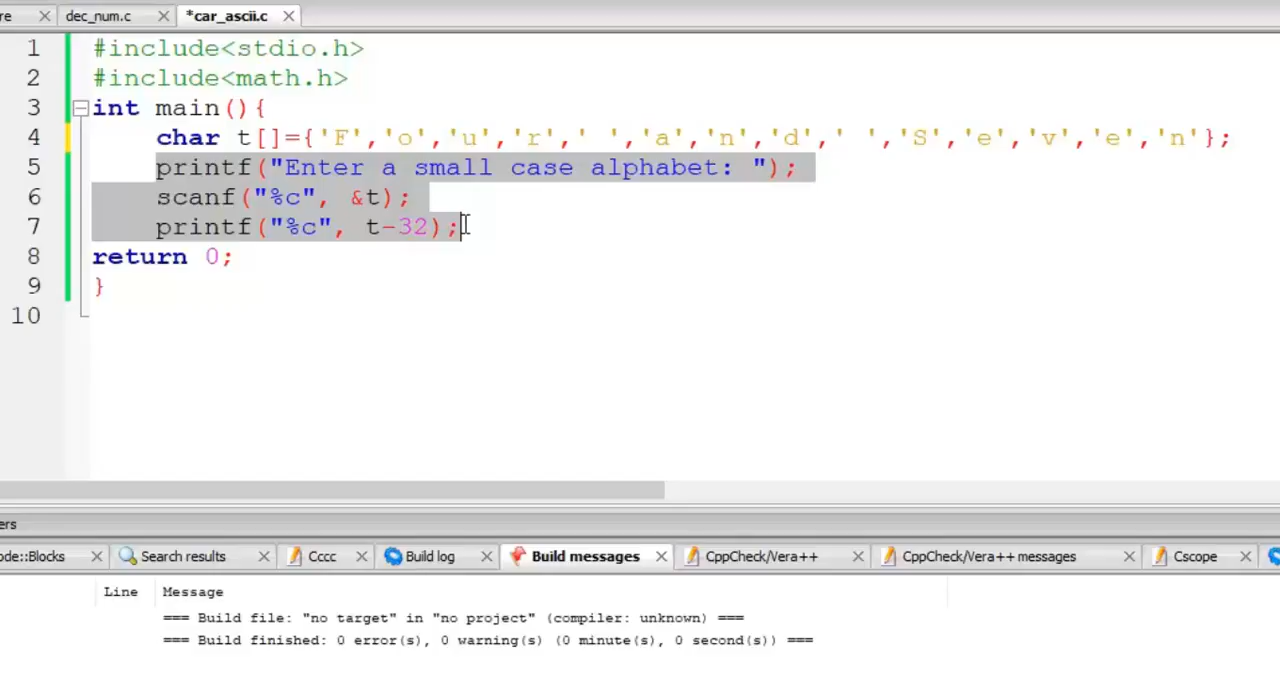 re dec_num.c *car_ascii.c
1 #include<stdio.h>
2 #include<math.h>
3 int main(){
4 char t[]={'F','o','u','r',' ','a','n','d',' ','S','e','v','e','n'};
5 printf("Enter a small case alphabet: ");
6 scanf("%c", &t);
7 printf("%c", t-32);
8 return 0;
9 }
10
ers
ode::Blocks Search results Cccc Build log Build messages CppCheck/Vera++ CppCheck/Vera++ messages Cscope
Line Message
=== Build file: "no target" in "no project" (compiler: unknown) ===
=== Build finished: 0 error(s), 0 warning(s) (0 minute(s), 0 second(s)) ===